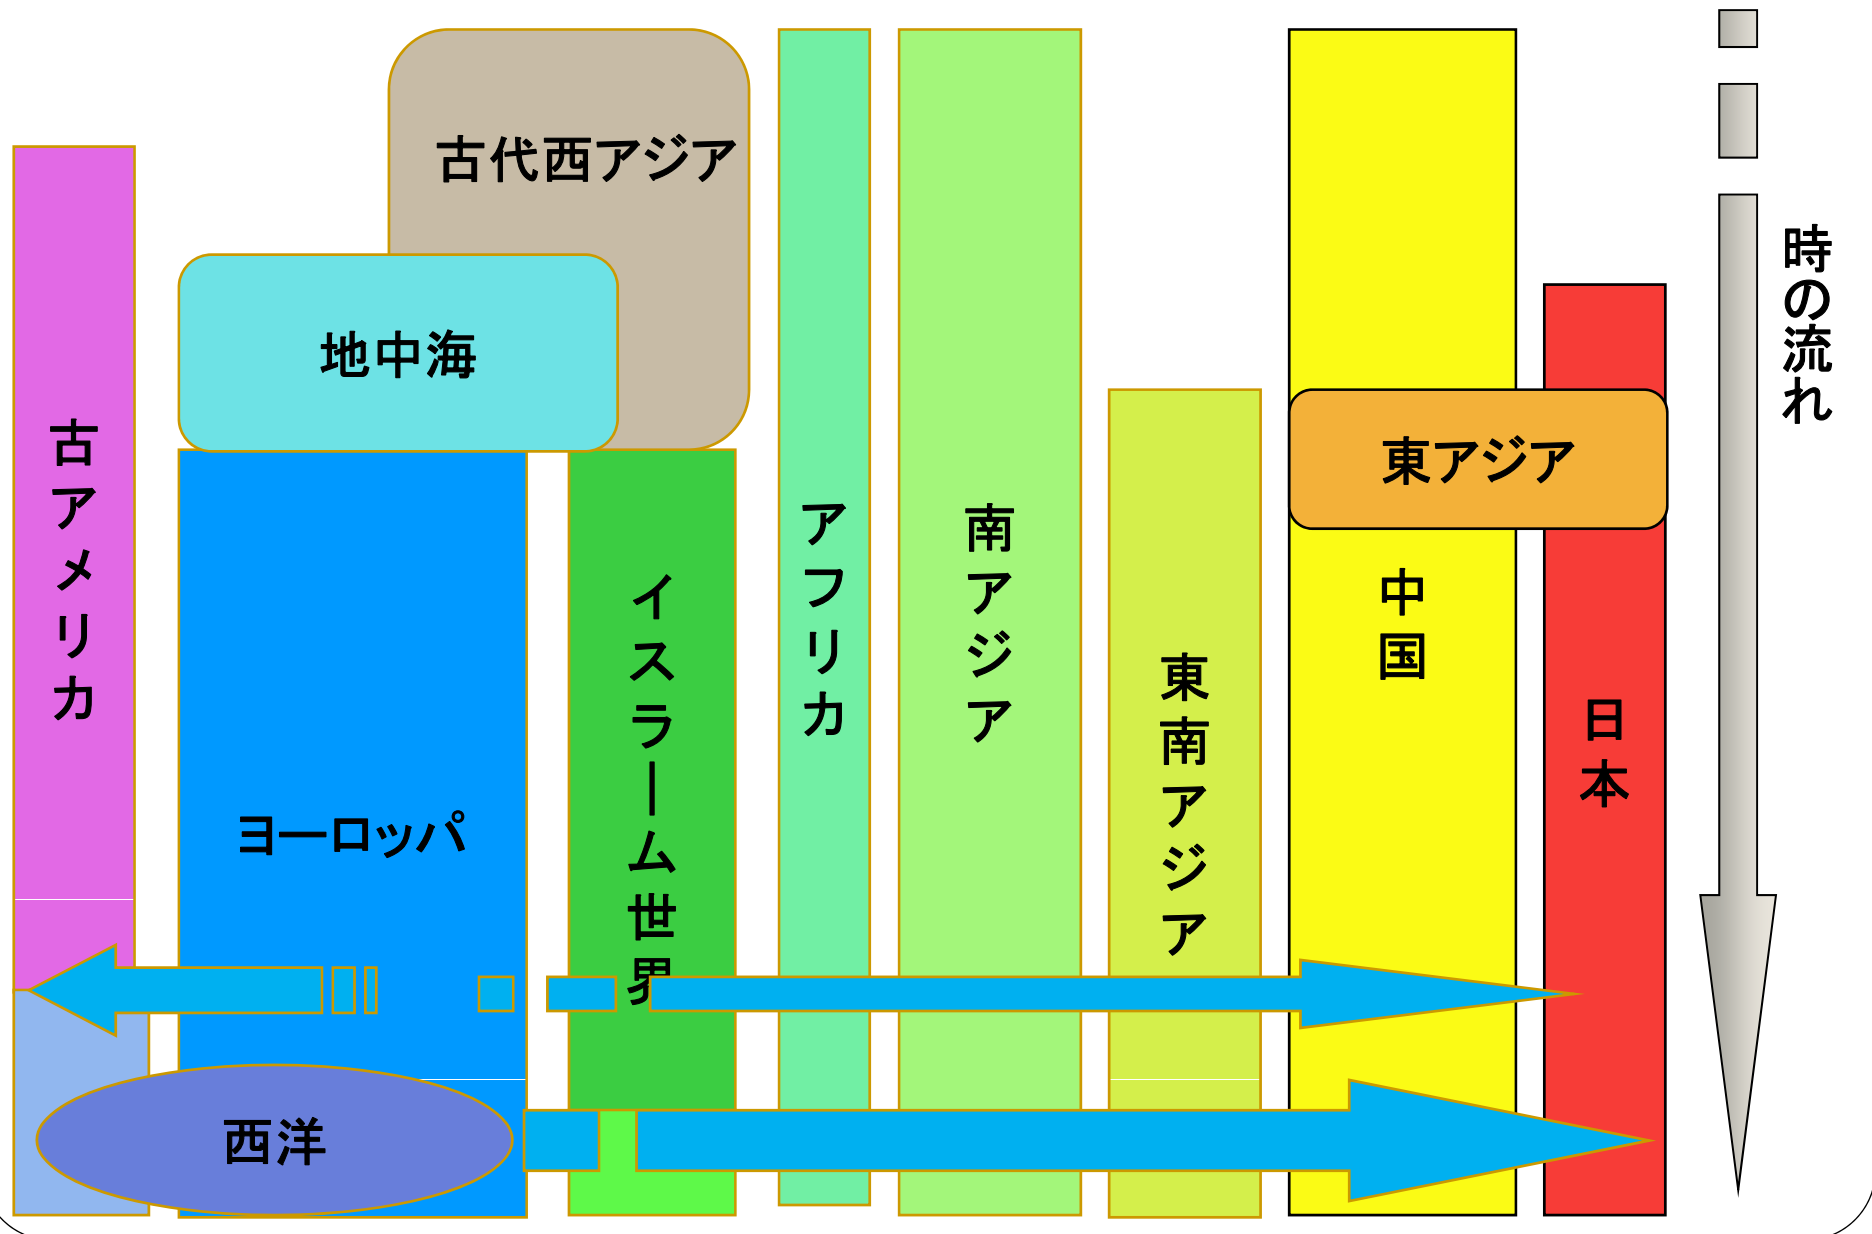 古代西アジア
地中海
古アメリカ
ヨーロッパ
イスラーム世界
アフリカ
南アジア
東南アジア
東アジア
中国
日本
時の流れ
西洋